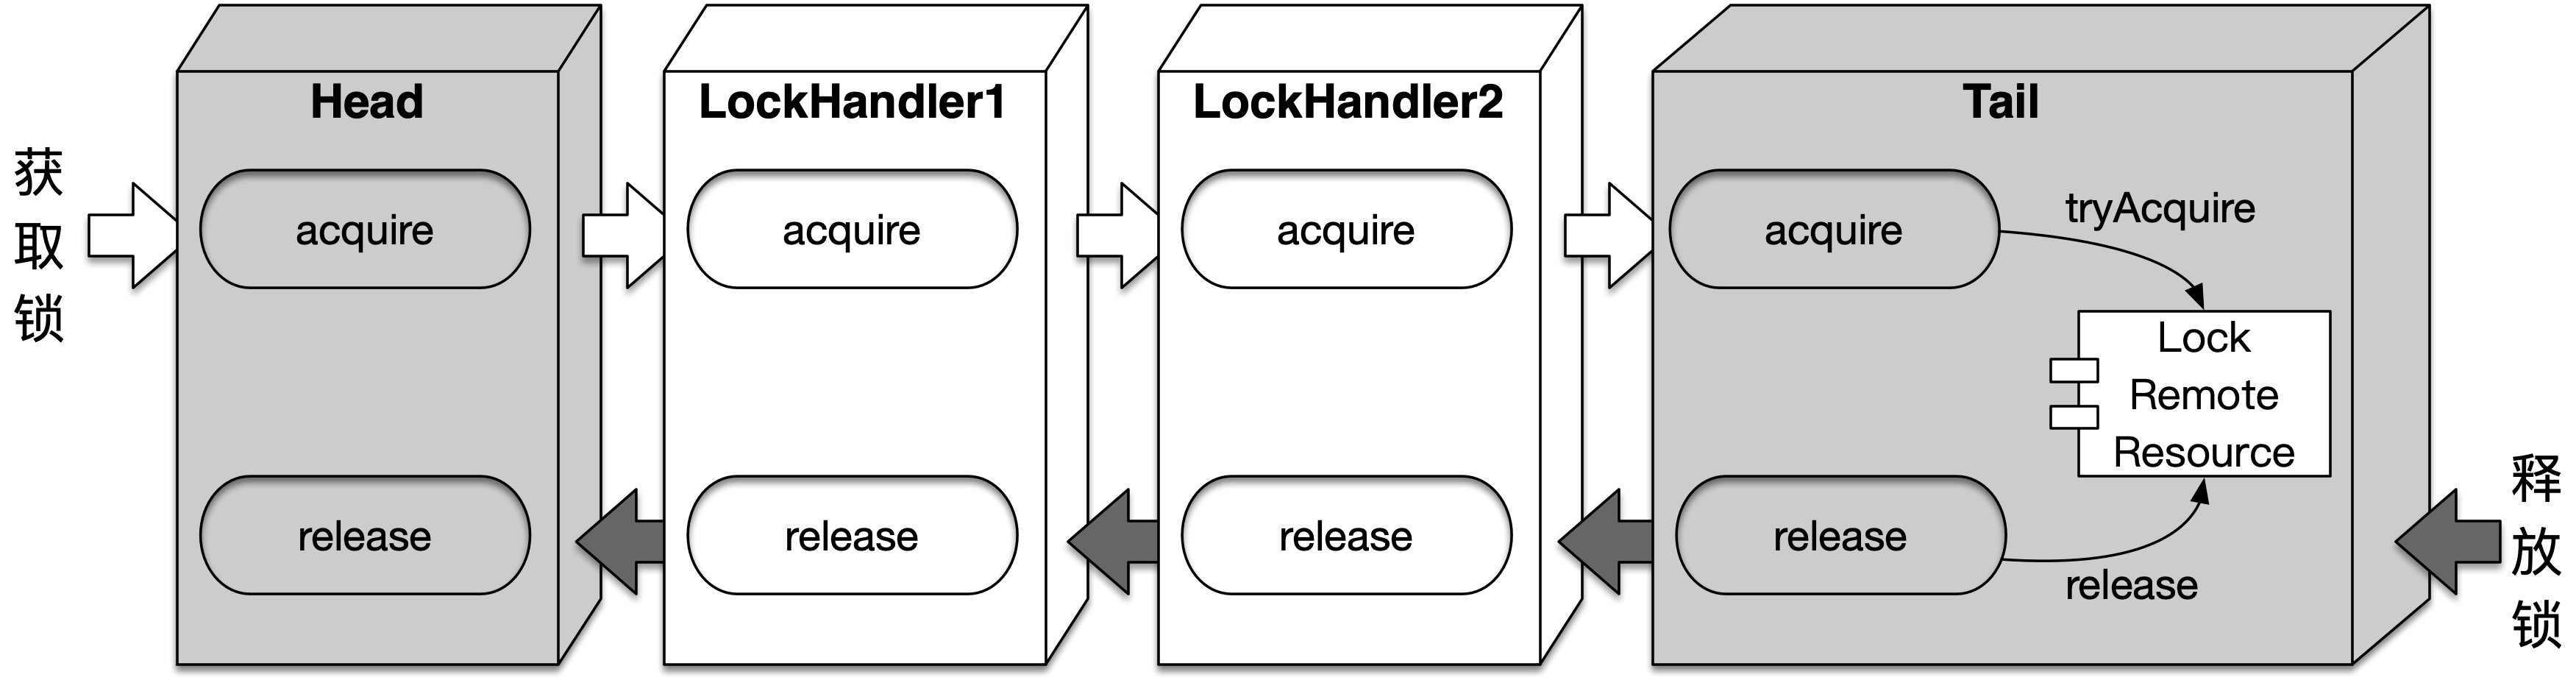 Head
LockHandler1
LockHandler2
Tail
获
取
锁
acquire
acquire
acquire
acquire
tryAcquire
Lock
Remote
Resource
release
release
release
release
release
释
放
锁